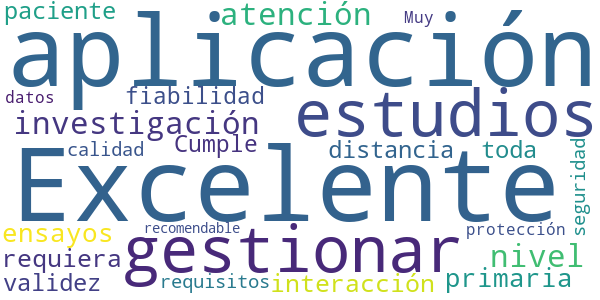 paciente
atención
Muy
aplicación
datos
fiabilidad
estudios
investigación
Cumple
calidad
distancia
toda
seguridad
Excelente
ensayos
recomendable
protección
gestionar
requiera
nivel
validez
requisitos
interacción
primaria